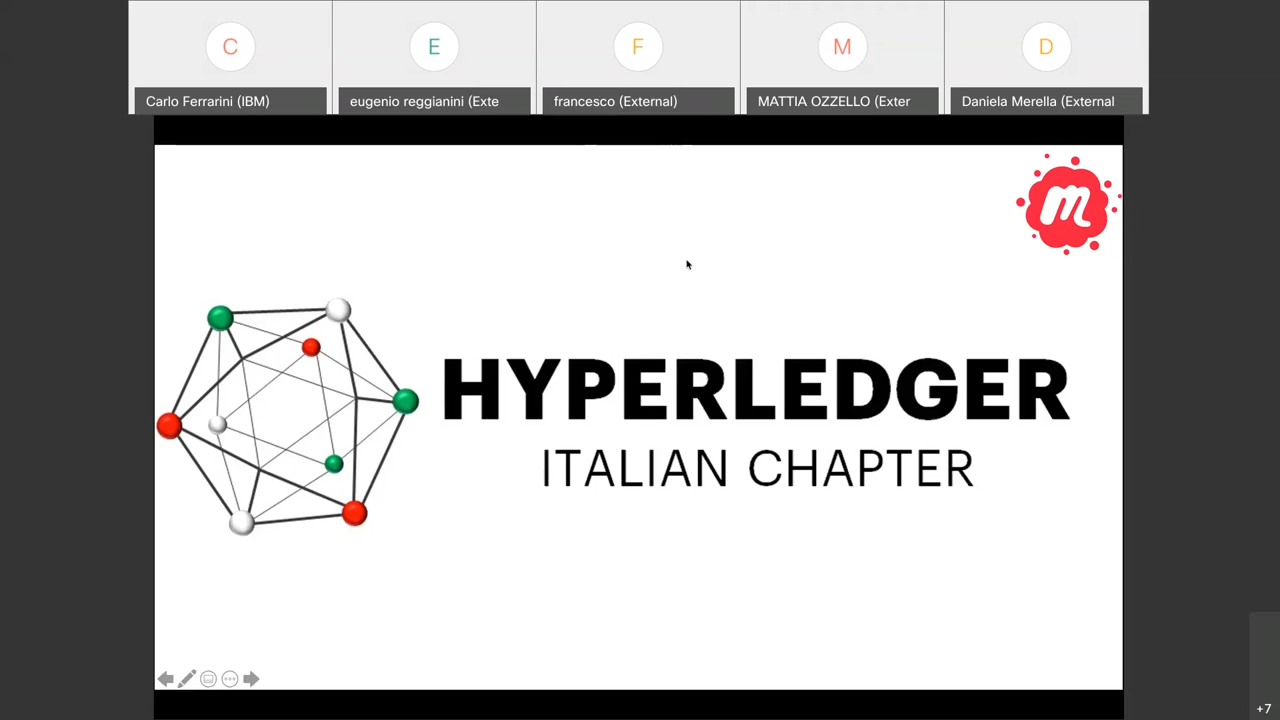 C
E
F
M
D
Carlo Ferrarini (IBM)
eugenio reggianini (Exte
francesco (External)
MATTIA OZZELLO (Exter
Daniela Merella (External
m
HYPERLEDGER
ITALIAN CHAPTER
+7